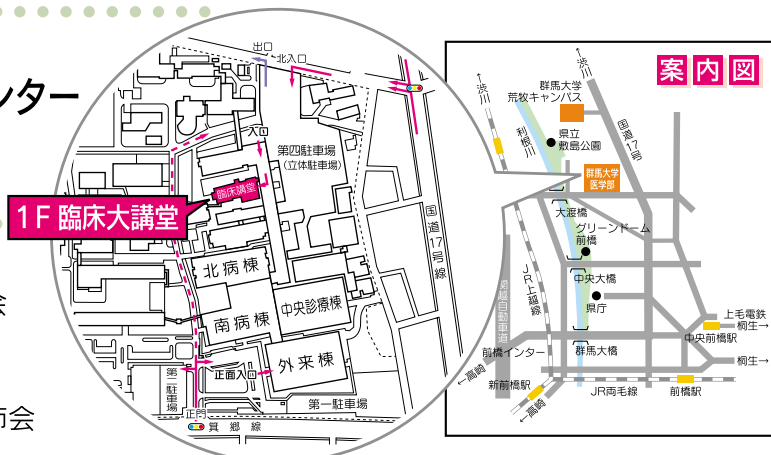 ンター
1F 臨床大講堂
会
師会
出口
北入口
入口
第四駐車場
(立体駐車場)
臨床講堂
北病棟
南病棟
中央診療棟
外来棟
正面入口
第二駐車場
第一駐車場
正門
箕郷線
国道17号線
案内図
←渋川
←渋川
群馬大学
荒牧キャンパス
国道17号
利根川
県立
敷島公園
群馬大学
医学部
大渡橋
グリーンドーム
前橋
JR上越線
関越自動車道
中央大橋
県庁
上毛電鉄
桐生→
中央前橋駅
前橋インター
群馬大橋
←高崎
桐生→
新前橋駅
←高崎
JR両毛線
前橋駅